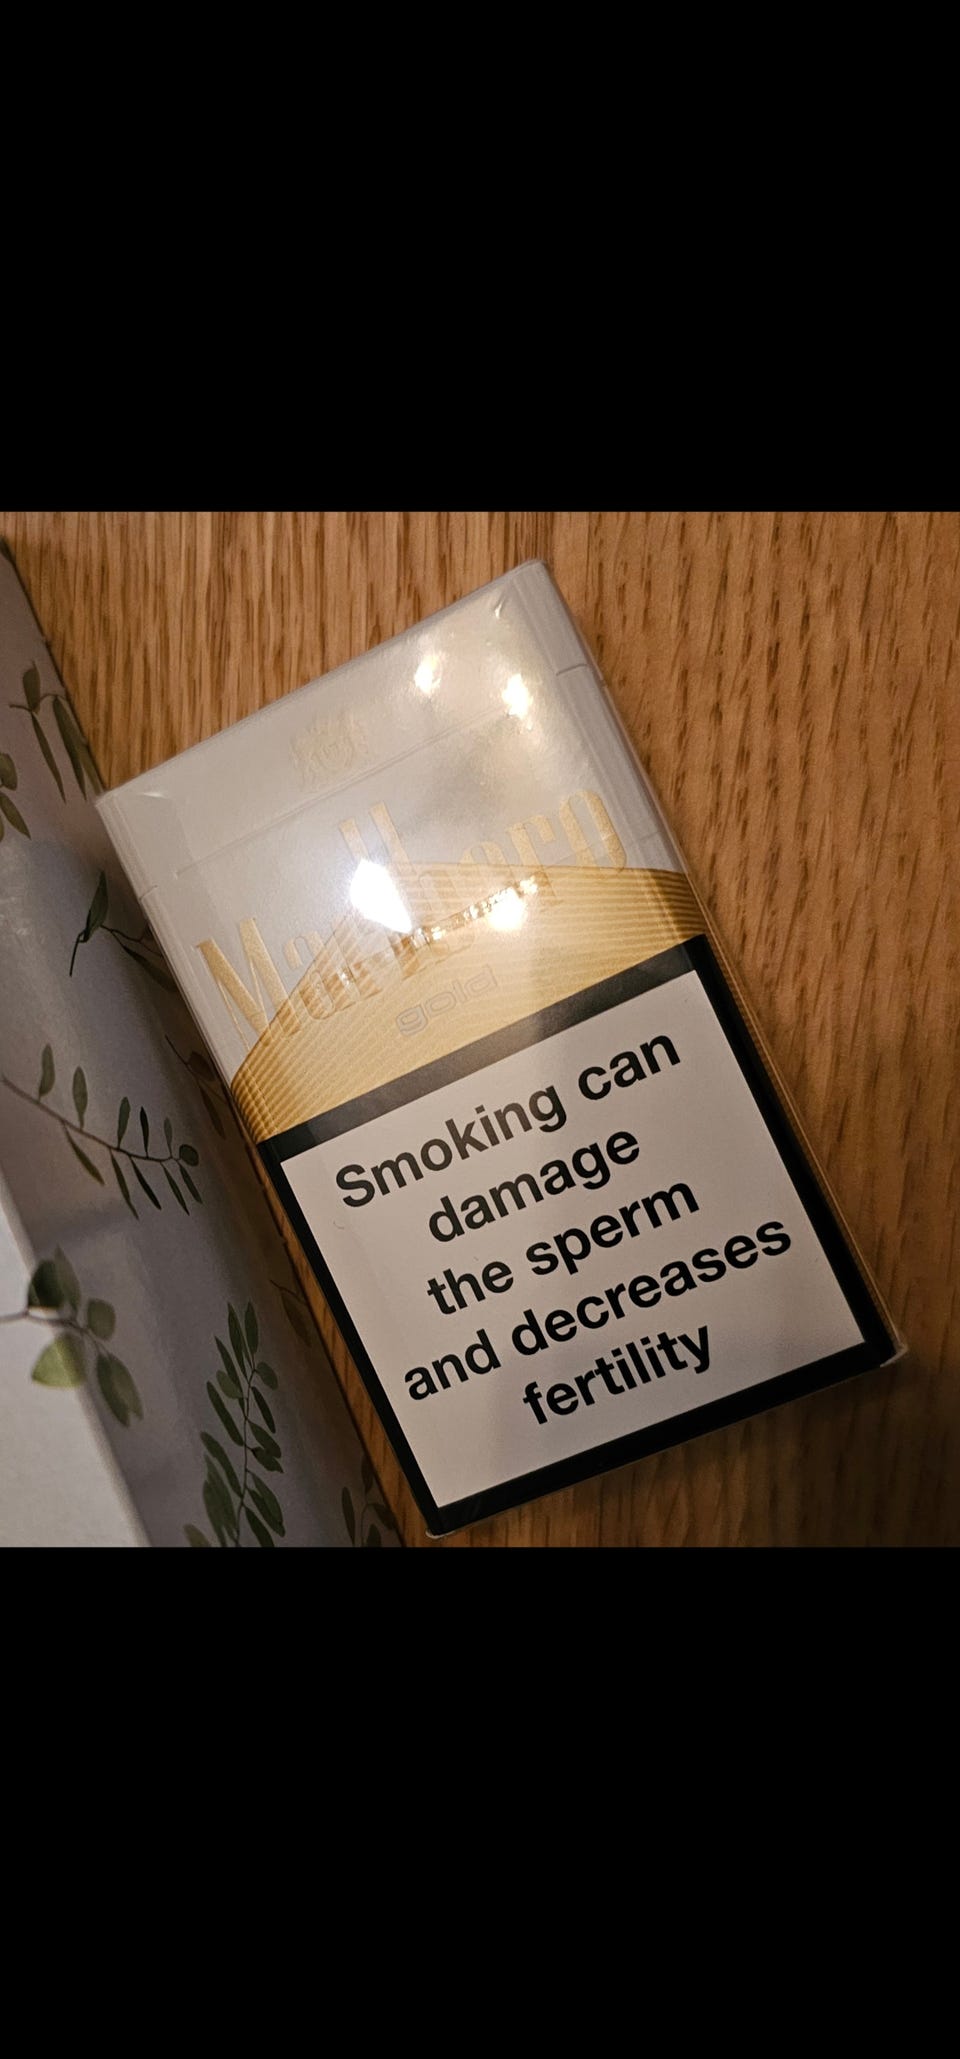 Marlboro
gold
Smoking can
damage
the sperm
and decreases
fertility